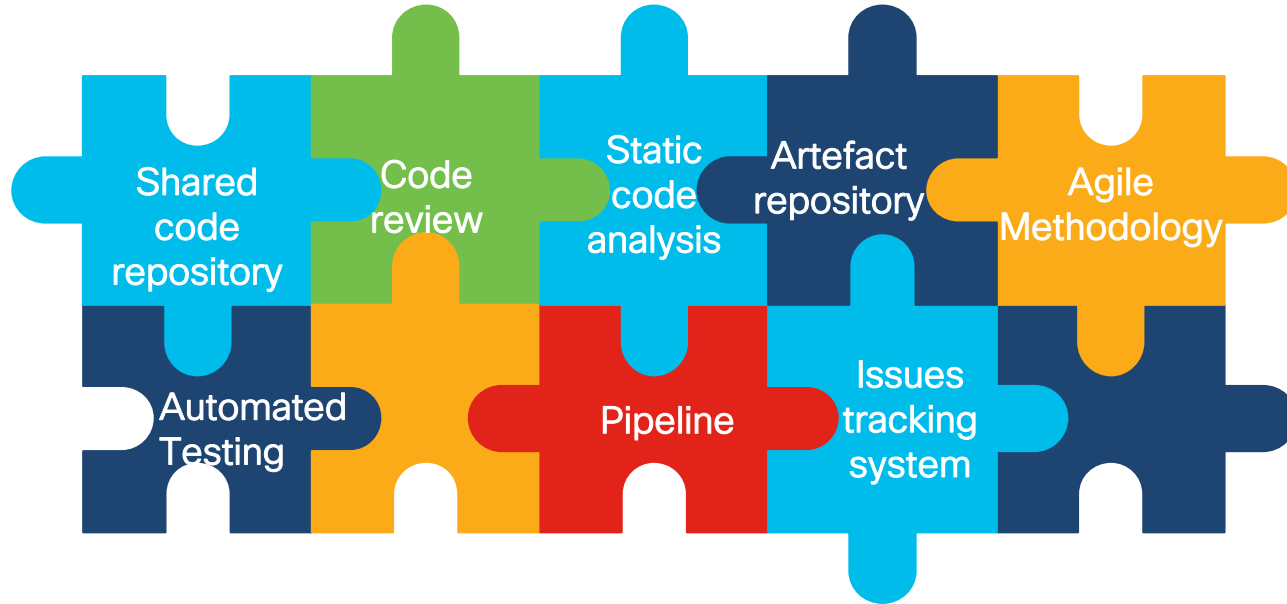 Shared
code
repository
Code
review
Static
code
analysis
Artefact
repository
Agile
Methodology
Automated
Testing
Pipeline
Issues
tracking
system